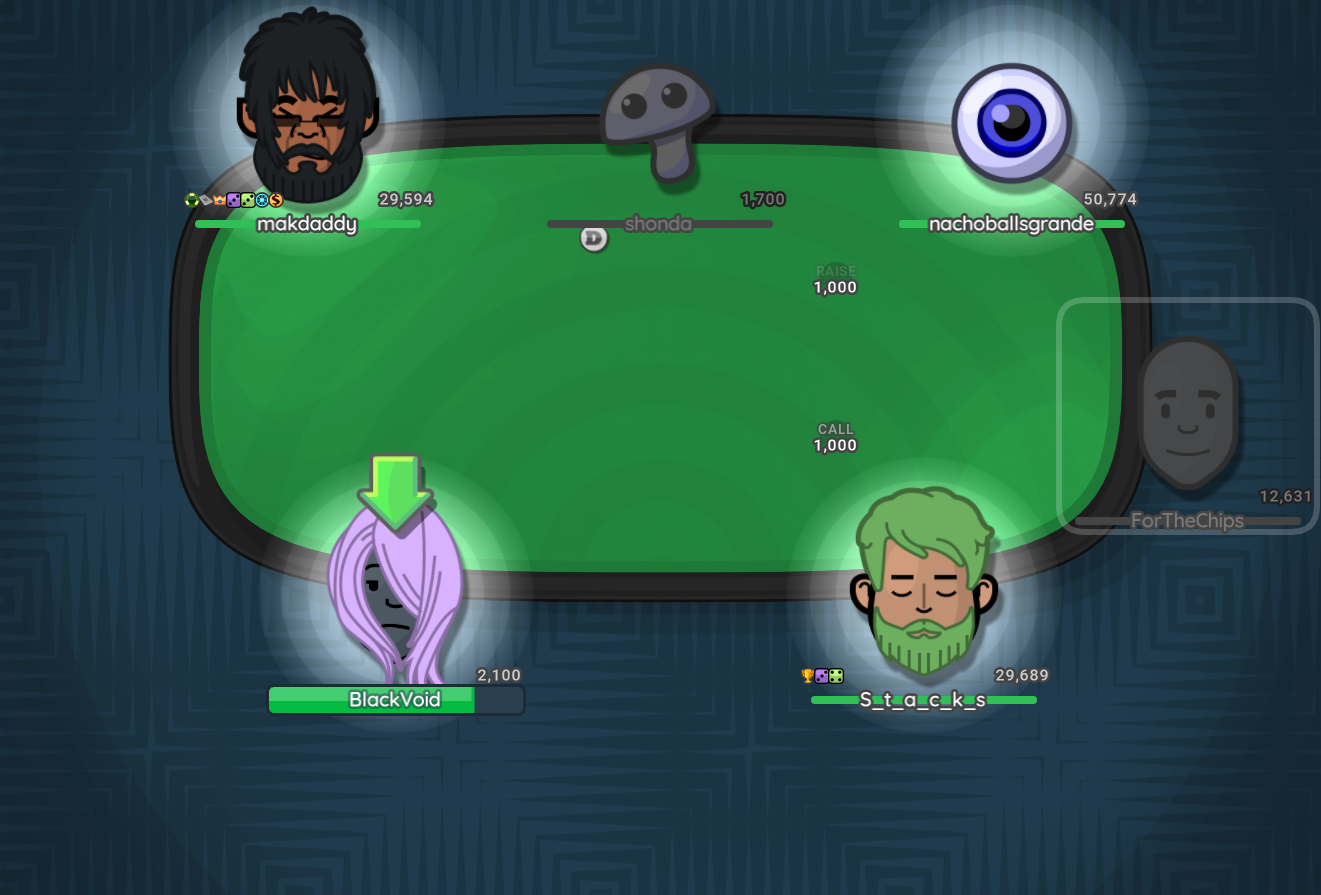 29,594
makdaddy
1,700
shonda
D
50,774
nachoballsgrande
RAISE
1,000
CALL
1,000
12,631
ForTheChips
2,100
BlackVoid
29,689
S_t_a_c_k_s